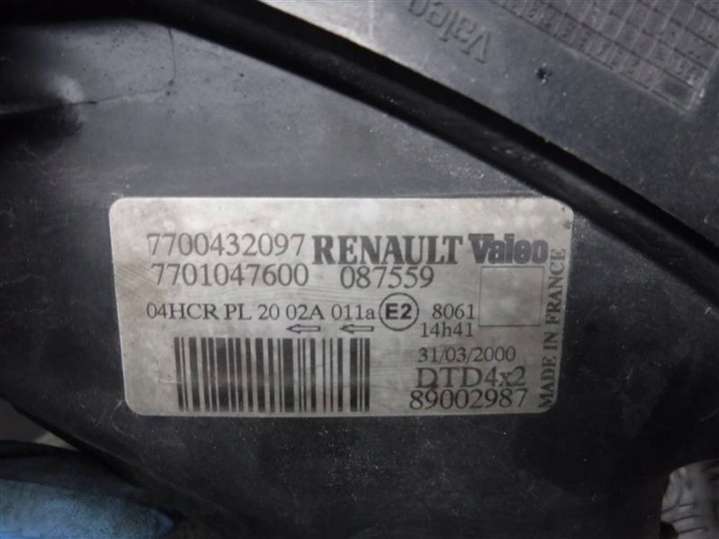 Valeo
7700432097 RENAULT Valeo
7701047600 087559
04HCR PL 20 02A 011a E2 8061
14h41
31/03/2000
DTD4x2
89002987
MADE IN FRANCE